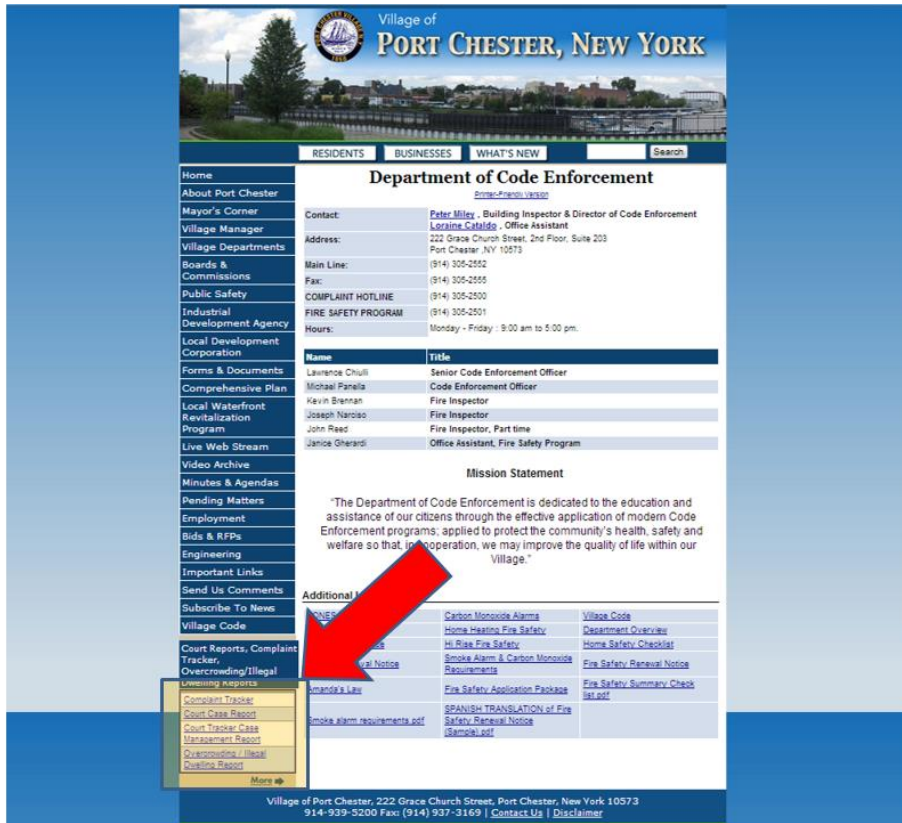 Village of
PORT CHESTER, NEW YORK
RESIDENTS BUSINESSES WHAT'S NEW Search
Home
About Port Chester
Mayor's Corner
Village Manager
Village Departments
Boards &
Commissions
Public Safety
Industrial
Development Agency
Local Development
Corporation
Forms & Documents
Comprehensive Plan
Local Waterfront
Revitalization
Program
Live Web Stream
Video Archive
Minutes & Agendas
Pending Matters
Employment
Bids & RFPs
Engineering
Important Links
Send Us Comments
Subscribe To News
Village Code
Court Reports, Complaint
Tracker,
Overcrowding/Illegal
Dwelling Reports
Complaint Tracker
Court Case Report
Court Tracker Case
Management Report
Overcrowding / Illegal
Dwelling Report
More
Department of Code Enforcement
Printer-Friendly Version
Contact: Peter Miley , Building Inspector & Director of Code Enforcement
Loraine Cataldo , Office Assistant
Address: 222 Grace Church Street, 2nd Floor, Suite 203
Port Chester ,NY 10573
Main Line: (914) 305-2552
Fax: (914) 305-2555
COMPLAINT HOTLINE (914) 305-2500
FIRE SAFETY PROGRAM (914) 305-2501
Hours: Monday - Friday : 9:00 am to 5:00 pm.
Name Title
Lawrence Chiulli Senior Code Enforcement Officer
Michael Panella Code Enforcement Officer
Kevin Brennan Fire Inspector
Joseph Narciso Fire Inspector
John Reed Fire Inspector, Part time
Janice Gherardi Office Assistant, Fire Safety Program
Mission Statement
"The Department of Code Enforcement is dedicated to the education and
assistance of our citizens through the effective application of modern Code
Enforcement programs; applied to protect the community's health, safety and
welfare so that, in cooperation, we may improve the quality of life within our
Village."
Additional
Carbon Monoxide Alarms Village Code
Home Heating Fire Safety Department Overview
Hi Rise Fire Safety Home Safety Checklist
Notice Smoke Alarm & Carbon Monoxide
Requirements Fire Safety Renewal Notice
Amanda's Law Fire Safety Application Package Fire Safety Summary Check
list.pdf
Smoke alarm requirements.pdf SPANISH TRANSLATION of Fire
Safety Renewal Notice
(Sample).pdf
Village of Port Chester, 222 Grace Church Street, Port Chester, New York 10573
914-939-5200 Fax: (914) 937-3169 | Contact Us | Disclaimer